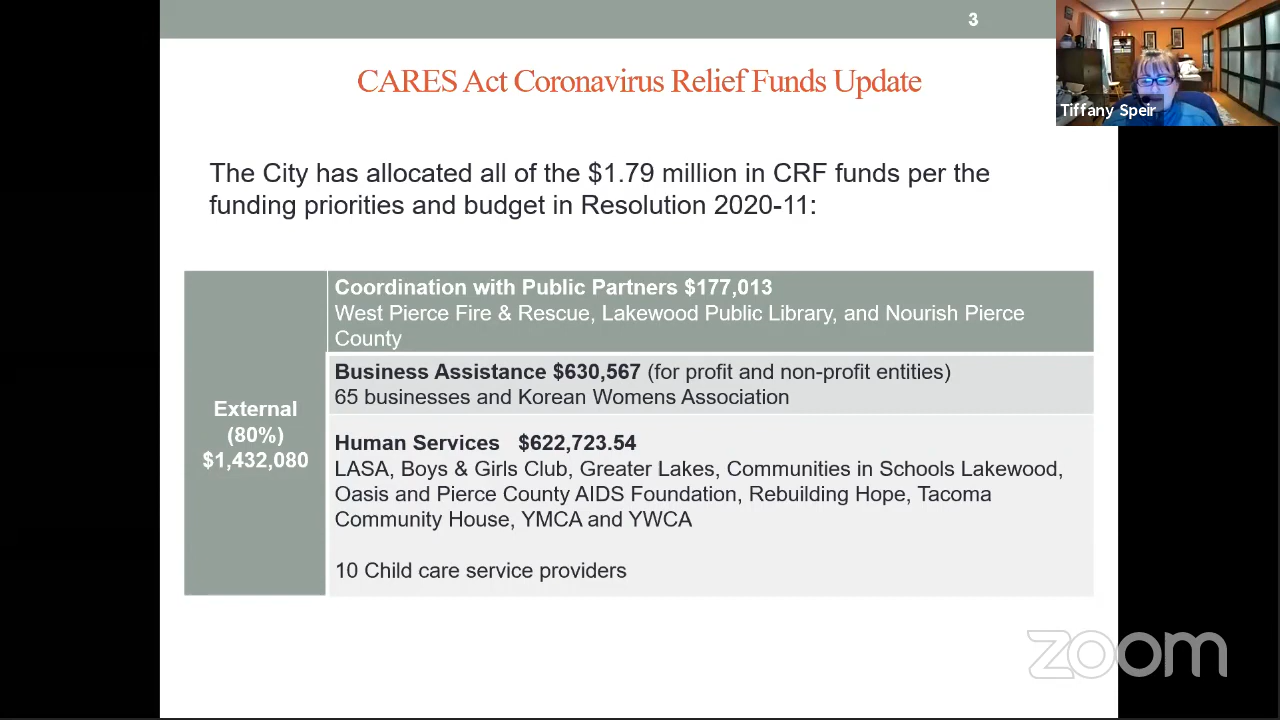 3
Tiffany Speir
CARES Act Coronavirus Relief Funds Update
The City has allocated all of the $1.79 million in CRF funds per the
funding priorities and budget in Resolution 2020-11:
External
(80%)
$1,432,080
Coordination with Public Partners $177,013
West Pierce Fire & Rescue, Lakewood Public Library, and Nourish Pierce
County
Business Assistance $630,567 (for profit and non-profit entities)
65 businesses and Korean Womens Association
Human Services $622,723.54
LASA, Boys & Girls Club, Greater Lakes, Communities in Schools Lakewood,
Oasis and Pierce County AIDS Foundation, Rebuilding Hope, Tacoma
Community House, YMCA and YWCA
10 Child care service providers
zoom